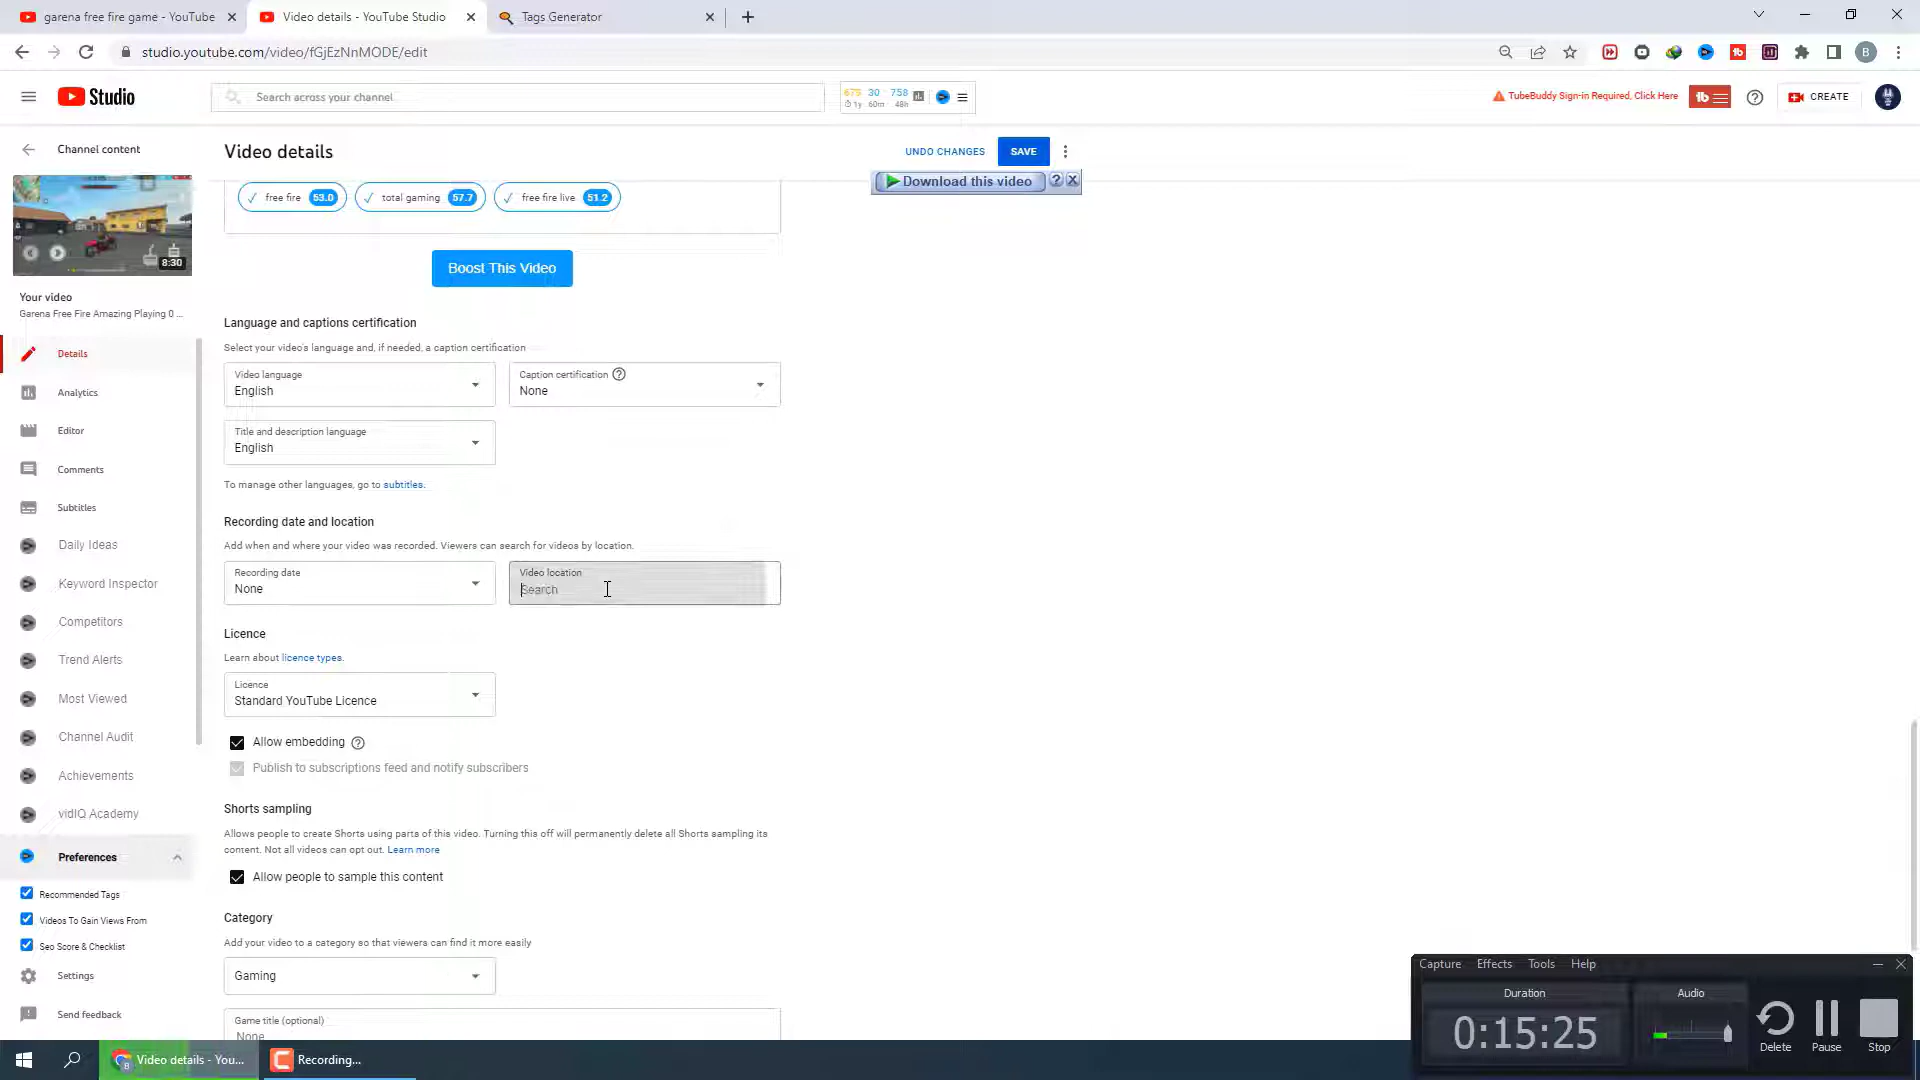 garena free fire game - YouTube
Video details - YouTube Studio
Tags Generator
studio.youtube.com/video/fGjEzNnMODE/edit
B
Studio
Search across your channel
675 30 758
1y 60m 48h
TubeBuddy Sign-in Required, Click Here
tb
CREATE
Channel content
Video details
UNDO CHANGES
SAVE
Download this video
free fire 53.0
total gaming 57.7
free fire live 51.2
8:30
Boost This Video
Your video
Garena Free Fire Amazing Playing 0 ...
Language and captions certification
Select your video's language and, if needed, a caption certification
Details
Video language
English
Caption certification
None
Analytics
Editor
Title and description language
English
Comments
To manage other languages, go to subtitles.
Subtitles
Recording date and location
Daily Ideas
Add when and where your video was recorded. Viewers can search for videos by location.
Keyword Inspector
Recording date
None
Video location
Search
Competitors
Licence
Trend Alerts
Learn about licence types.
Most Viewed
Licence
Standard YouTube Licence
Channel Audit
Allow embedding
Publish to subscriptions feed and notify subscribers
Achievements
Shorts sampling
vidIQ Academy
Allows people to create Shorts using parts of this video. Turning this off will permanently delete all Shorts sampling its
content. Not all videos can opt out. Learn more
Preferences
Allow people to sample this content
Recommended Tags
Videos To Gain Views From
Category
Seo Score & Checklist
Add your video to a category so that viewers can find it more easily
Settings
Gaming
Send feedback
Game title (optional)
None
Capture Effects Tools Help
Duration
Audio
0:15:25
Delete
Pause
Stop
Video details - You...
Recording...